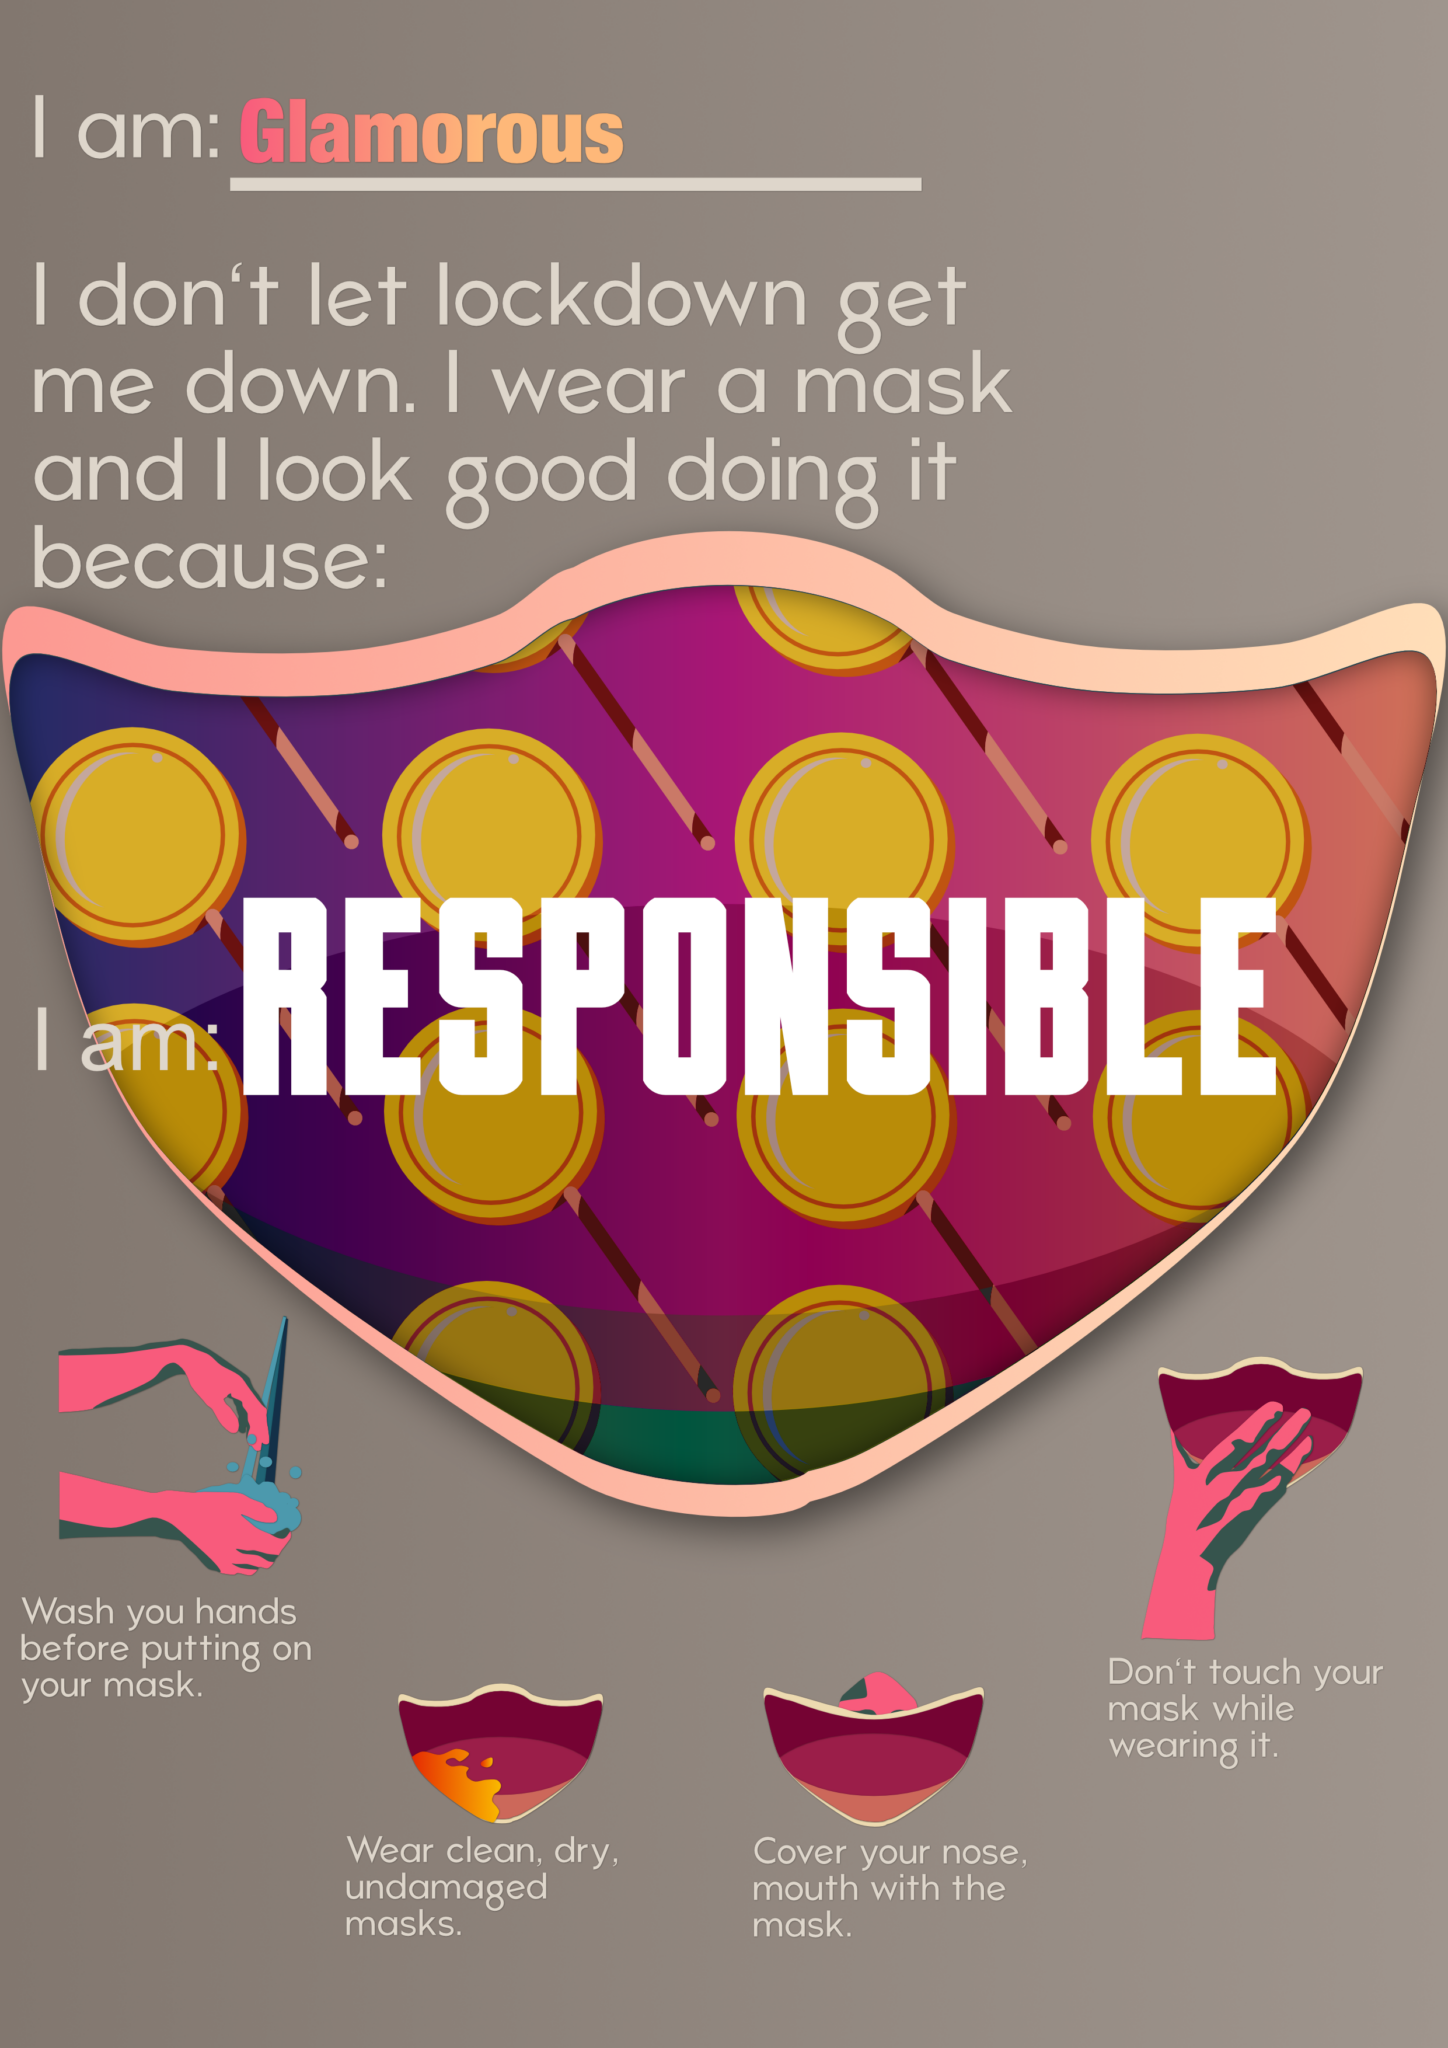 I am: Glamorous
I don‘t let lockdown get
me down. I wear a mask
and I look good doing it
because:
I am: RESPONSIBLE
Wash you hands
before putting on
your mask.
Wear clean, dry,
undamaged
masks.
Cover your nose,
mouth with the
mask.
Don‘t touch your
mask while
wearing it.